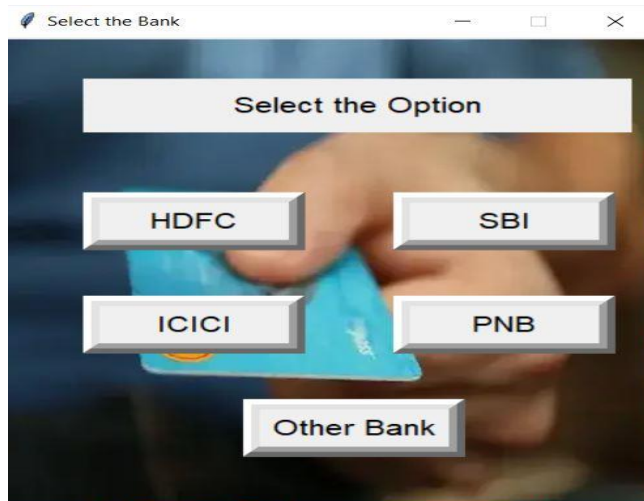 Select the Bank
Select the Option
HDFC SBI
ICICI PNB
Other Bank